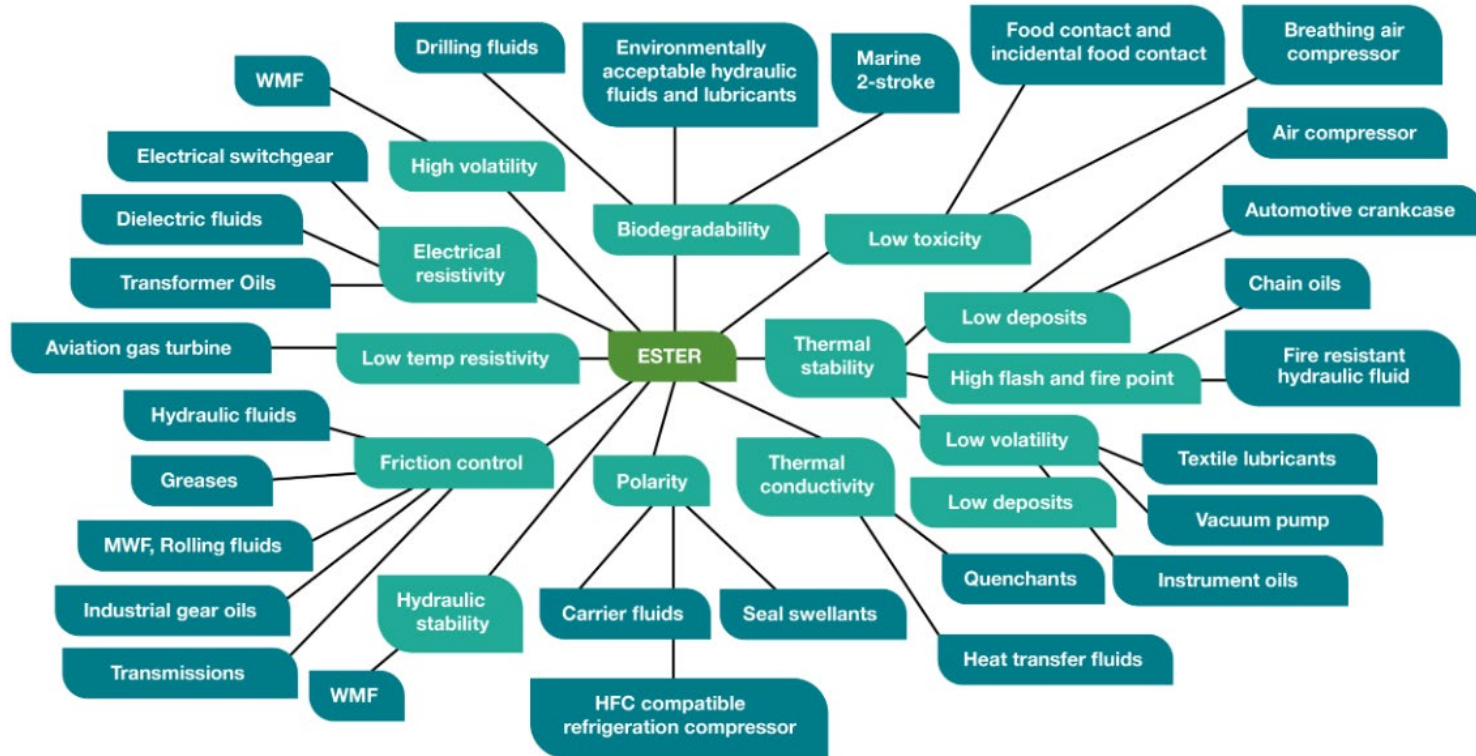 Drilling fluids
Environmentally
acceptable hydraulic
fluids and lubricants
Marine
2-stroke
Food contact and
incidental food contact
Breathing air
compressor
WMF
Air compressor
Electrical switchgear
High volatility
Dielectric fluids
Biodegradability
Low toxicity
Automotive crankcase
Electrical
resistivity
Transformer Oils
Chain oils
Low deposits
Aviation gas turbine
Low temp resistivity
ESTER
Thermal
stability
High flash and fire point
Fire resistant
hydraulic fluid
Hydraulic fluids
Low volatility
Friction control
Greases
Polarity
Thermal
conductivity
Textile lubricants
Low deposits
Vacuum pump
MWF, Rolling fluids
Quenchants
Instrument oils
Industrial gear oils
Hydraulic
stability
Carrier fluids
Seal swellants
Transmissions
Heat transfer fluids
WMF
HFC compatible
refrigeration compressor